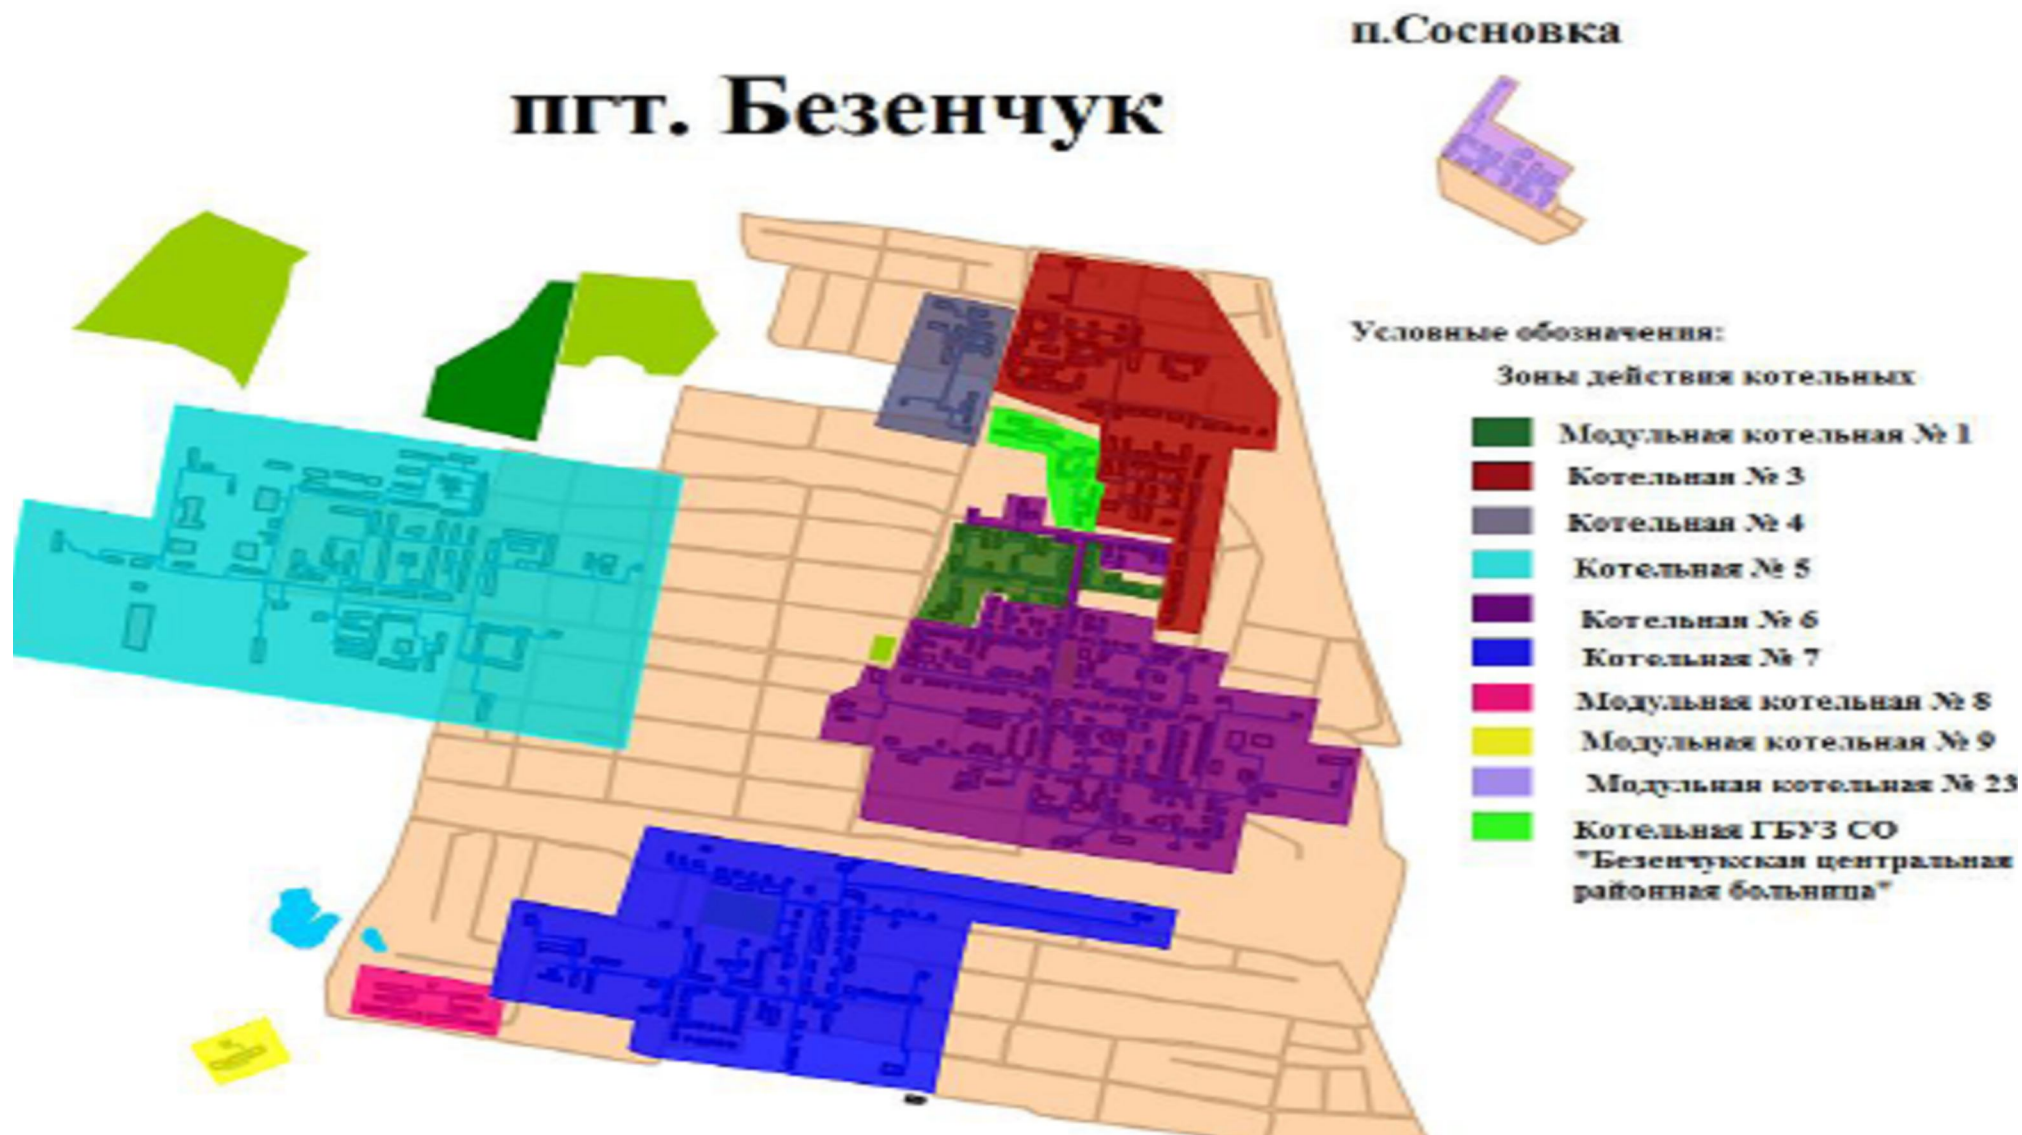 п.Сосновка
пгт. Безенчук
Условные обозначения:
Зоны действия котельных
Модульная котельная № 1
Котельная № 3
Котельная № 4
Котельная № 5
Котельная № 6
Котельная № 7
Модульная котельная № 8
Модульная котельная № 9
Модульная котельная № 23
Котельная ГБУЗ СО
"Безенчукская центральная
районная больница"